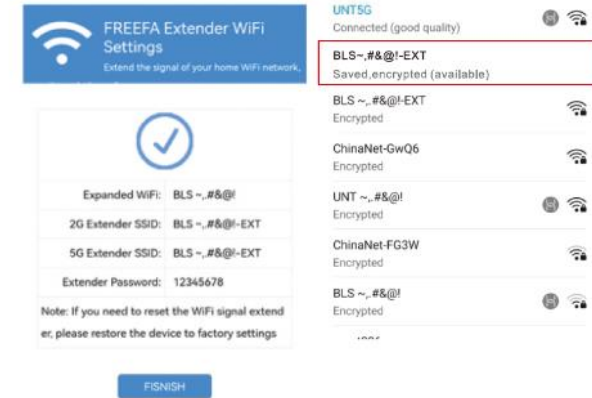 FREEFA Extender WiFi
Settings
Extend the signal of your home WiFi network,
Expanded WiFi: BLS ~,.#&@!
2G Extender SSID: BLS ~,.#&@!-EXT
5G Extender SSID: BLS ~,.#&@!-EXT
Extender Password: 12345678
Note: If you need to reset the WiFi signal extend
er, please restore the device to factory settings
FISNISH
UNT5G
Connected (good quality)
BLS~,#&@!-EXT
Saved,encrypted (available)
BLS ~,.#&@!-EXT
Encrypted
ChinaNet-GwQ6
Encrypted
UNT ~,.#&@!
Encrypted
ChinaNet-FG3W
Encrypted
BLS ~,.#&@!
Encrypted